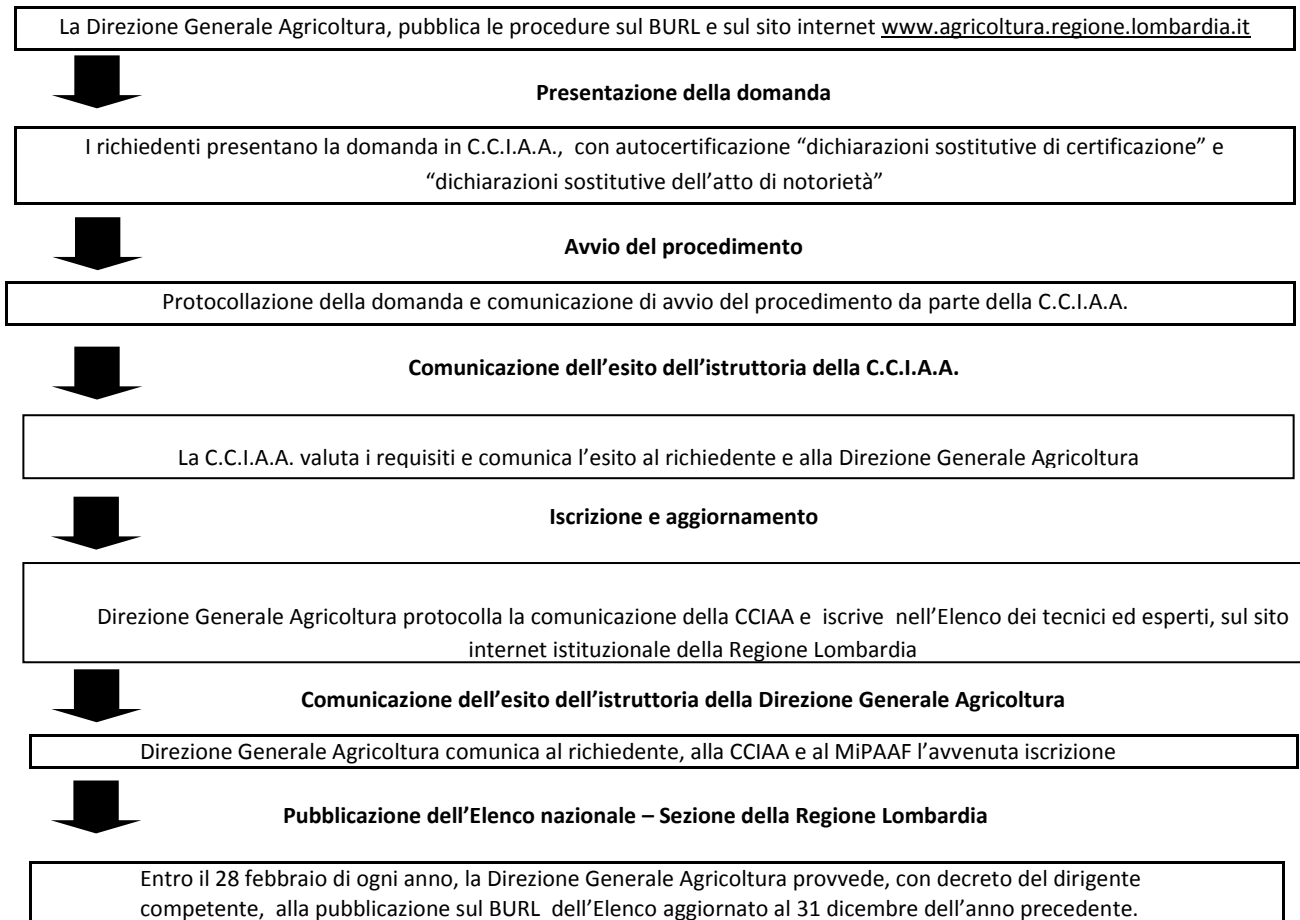 La Direzione Generale Agricoltura, pubblica le procedure sul BURL e sul sito internet www.agricoltura.regione.lombardia.it
Presentazione della domanda
I richiedenti presentano la domanda in C.C.I.A.A., con autocertificazione “dichiarazioni sostitutive di certificazione” e
“dichiarazioni sostitutive dell’atto di notorietà”
Avvio del procedimento
Protocollazione della domanda e comunicazione di avvio del procedimento da parte della C.C.I.A.A.
Comunicazione dell’esito dell’istruttoria della C.C.I.A.A.
La C.C.I.A.A. valuta i requisiti e comunica l’esito al richiedente e alla Direzione Generale Agricoltura
Iscrizione e aggiornamento
Direzione Generale Agricoltura protocolla la comunicazione della CCIAA e iscrive nell’Elenco dei tecnici ed esperti, sul sito
internet istituzionale della Regione Lombardia
Comunicazione dell’esito dell’istruttoria della Direzione Generale Agricoltura
Direzione Generale Agricoltura comunica al richiedente, alla CCIAA e al MiPAAF l’avvenuta iscrizione
Pubblicazione dell’Elenco nazionale – Sezione della Regione Lombardia
Entro il 28 febbraio di ogni anno, la Direzione Generale Agricoltura provvede, con decreto del dirigente
competente, alla pubblicazione sul BURL dell’Elenco aggiornato al 31 dicembre dell’anno precedente.